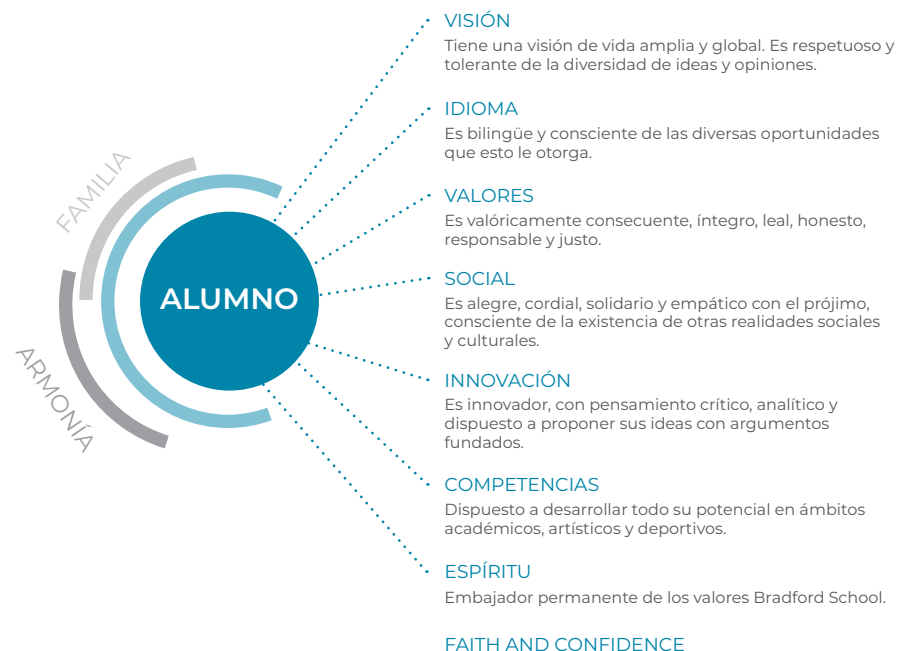 VISIÓN
Tiene una visión de vida amplia y global. Es respetuoso y
tolerante de la diversidad de ideas y opiniones.
IDIOMA
Es bilingüe y consciente de las diversas oportunidades
que esto le otorga.
VALORES
Es valóricamente consecuente, íntegro, leal, honesto,
responsable y justo.
SOCIAL
Es alegre, cordial, solidario y empático con el prójimo,
consciente de la existencia de otras realidades sociales
y culturales.
INNOVACIÓN
Es innovador, con pensamiento crítico, analítico y
dispuesto a proponer sus ideas con argumentos
fundados.
COMPETENCIAS
Dispuesto a desarrollar todo su potencial en ámbitos
académicos, artísticos y deportivos.
ESPÍRITU
Embajador permanente de los valores Bradford School.
FAITH AND CONFIDENCE
FAMILIA
ALUMNO
ARMONÍA